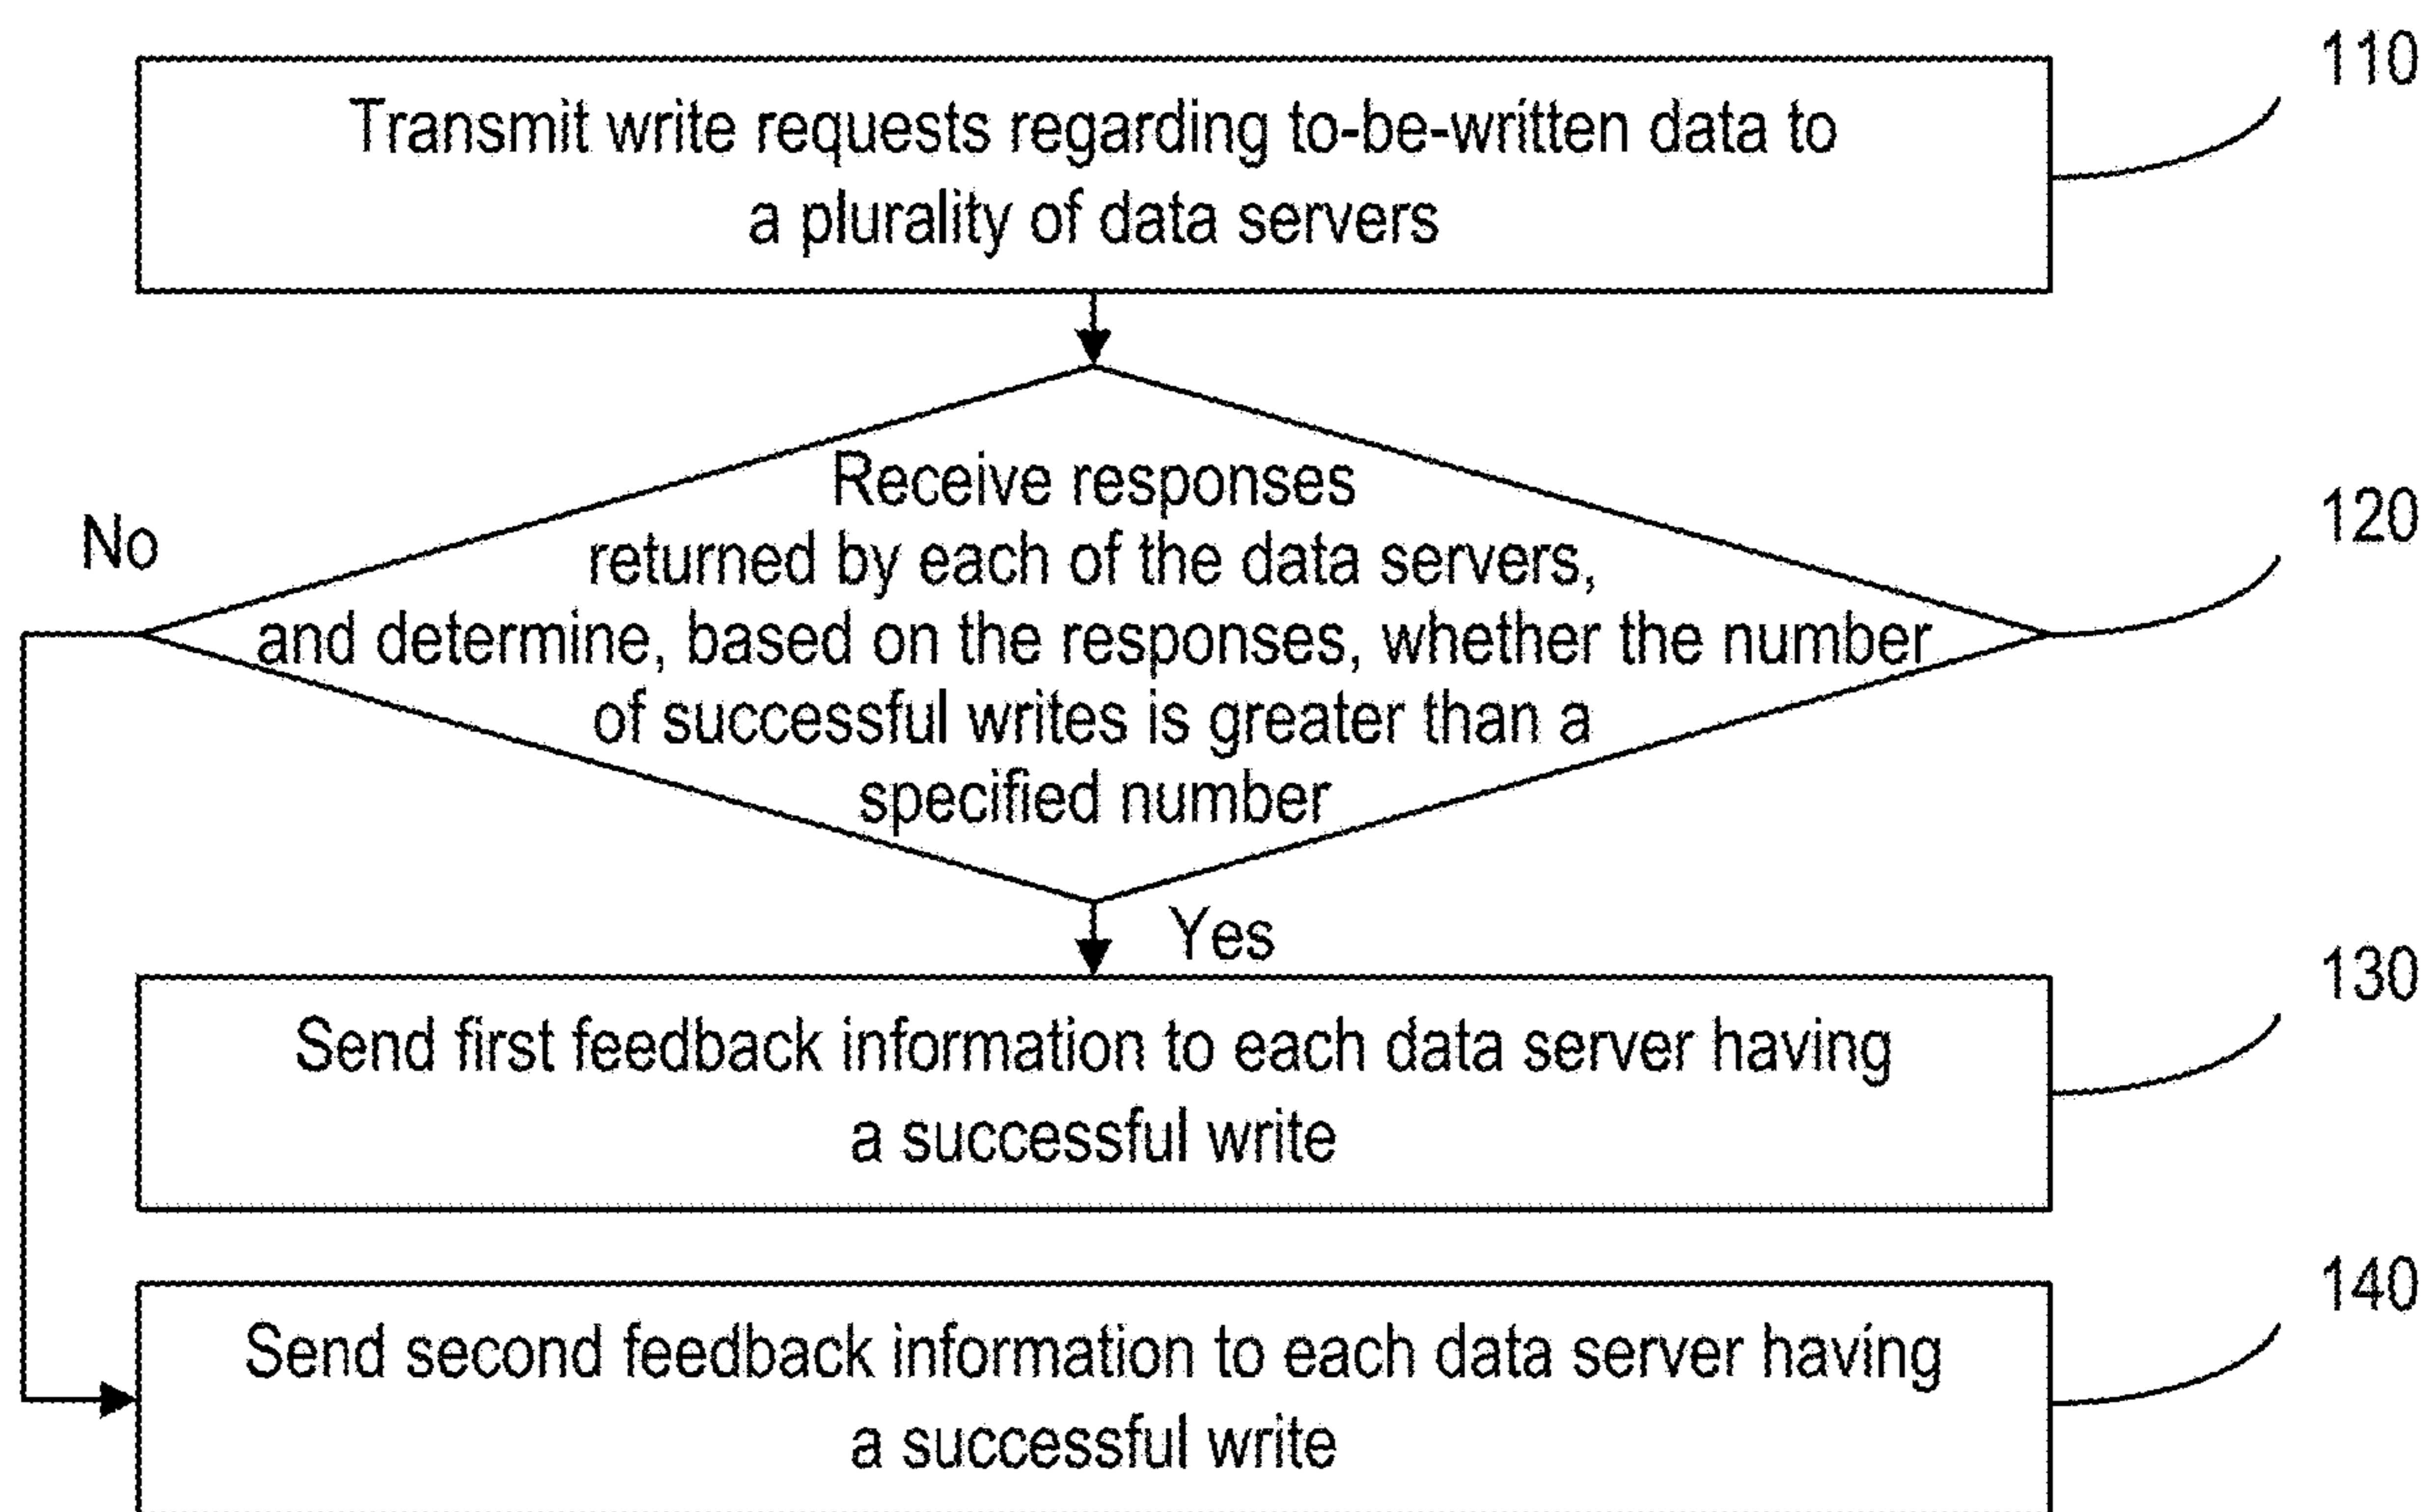 110
Transmit write requests regarding to-be-written data to
a plurality of data servers
120
No
Receive responses
returned by each of the data servers,
and determine, based on the responses, whether the number
of successful writes is greater than a
specified number
Yes
130
Send first feedback information to each data server having
a successful write
140
Send second feedback information to each data server having
a successful write